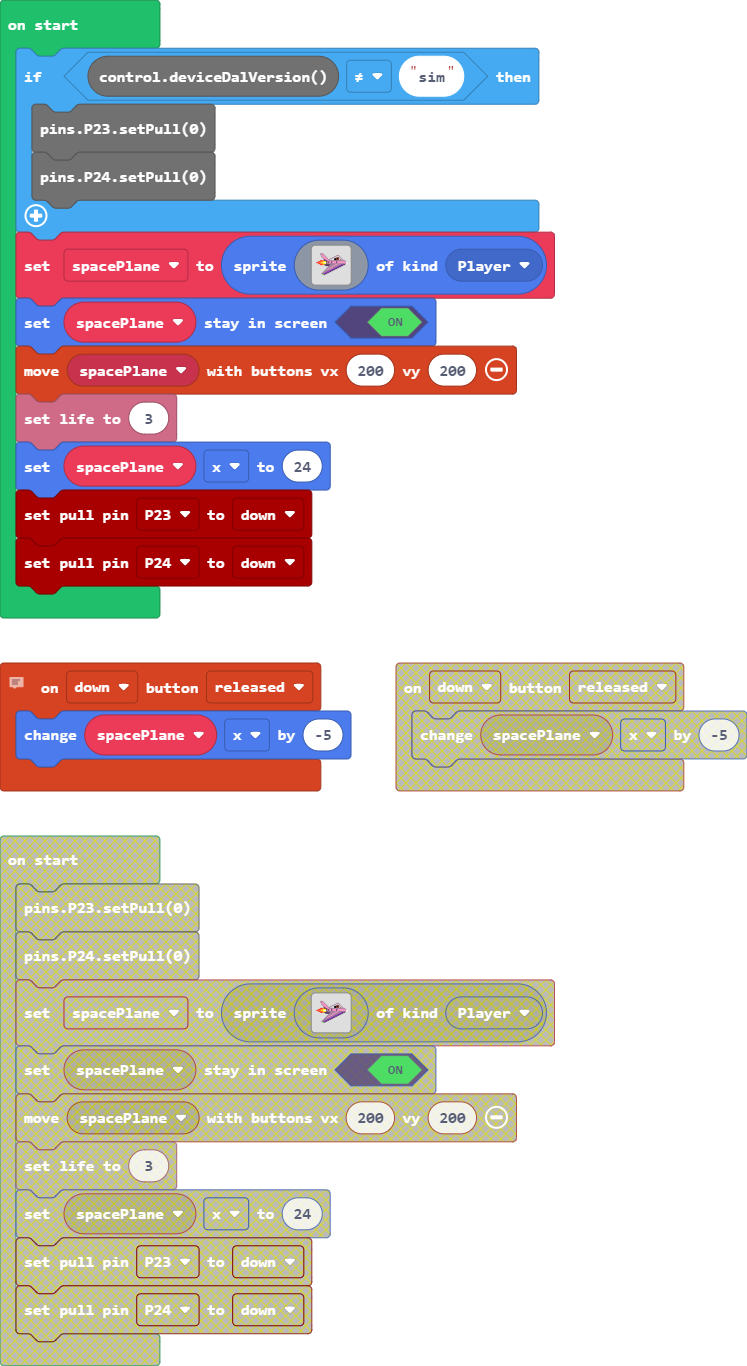 on start
if control.deviceDalVersion() ≠ "sim" then
pins.P23.setPull(0)
pins.P24.setPull(0)
set spacePlane to sprite of kind Player
set spacePlane stay in screen ON
move spacePlane with buttons vx 200 vy 200
set life to 3
set spacePlane x to 24
set pull pin P23 to down
set pull pin P24 to down
on down button released
change spacePlane x by -5
on down button released
change spacePlane x by -5
on start
pins.P23.setPull(0)
pins.P24.setPull(0)
set spacePlane to sprite of kind Player
set spacePlane stay in screen ON
move spacePlane with buttons vx 200 vy 200
set life to 3
set spacePlane x to 24
set pull pin P23 to down
set pull pin P24 to down